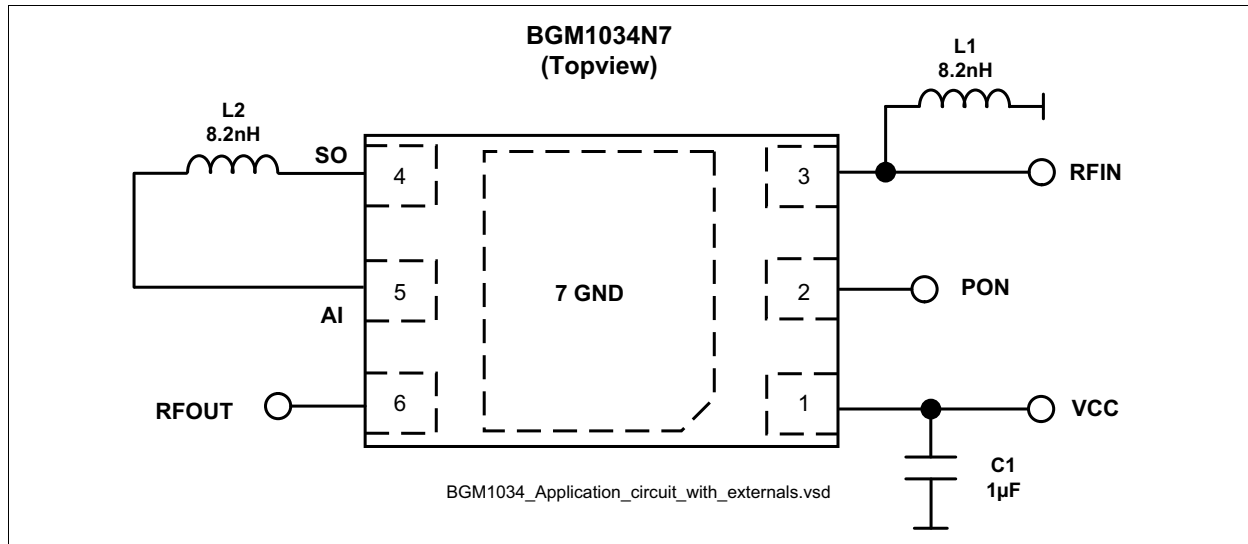 BGM1034N7
(Topview)
L1
8.2nH
L2
8.2nH
SO
4
3
RFIN
7 GND
5
2
PON
AI
RFOUT
6
1
VCC
C1
1µF
BGM1034_Application_circuit_with_externals.vsd